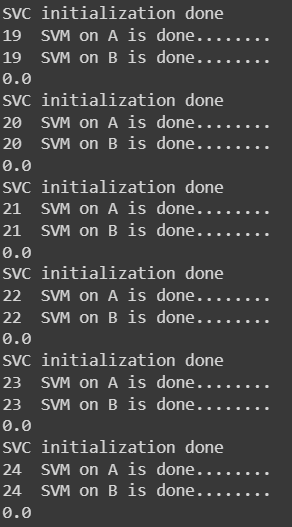 SVC initialization done
19  SVM on A is done........
19  SVM on B is done........
0.0
SVC initialization done
20  SVM on A is done........
20  SVM on B is done........
0.0
SVC initialization done
21  SVM on A is done........
21  SVM on B is done........
0.0
SVC initialization done
22  SVM on A is done........
22  SVM on B is done........
0.0
SVC initialization done
23  SVM on A is done........
23  SVM on B is done........
0.0
SVC initialization done
24  SVM on A is done........
24  SVM on B is done........
0.0